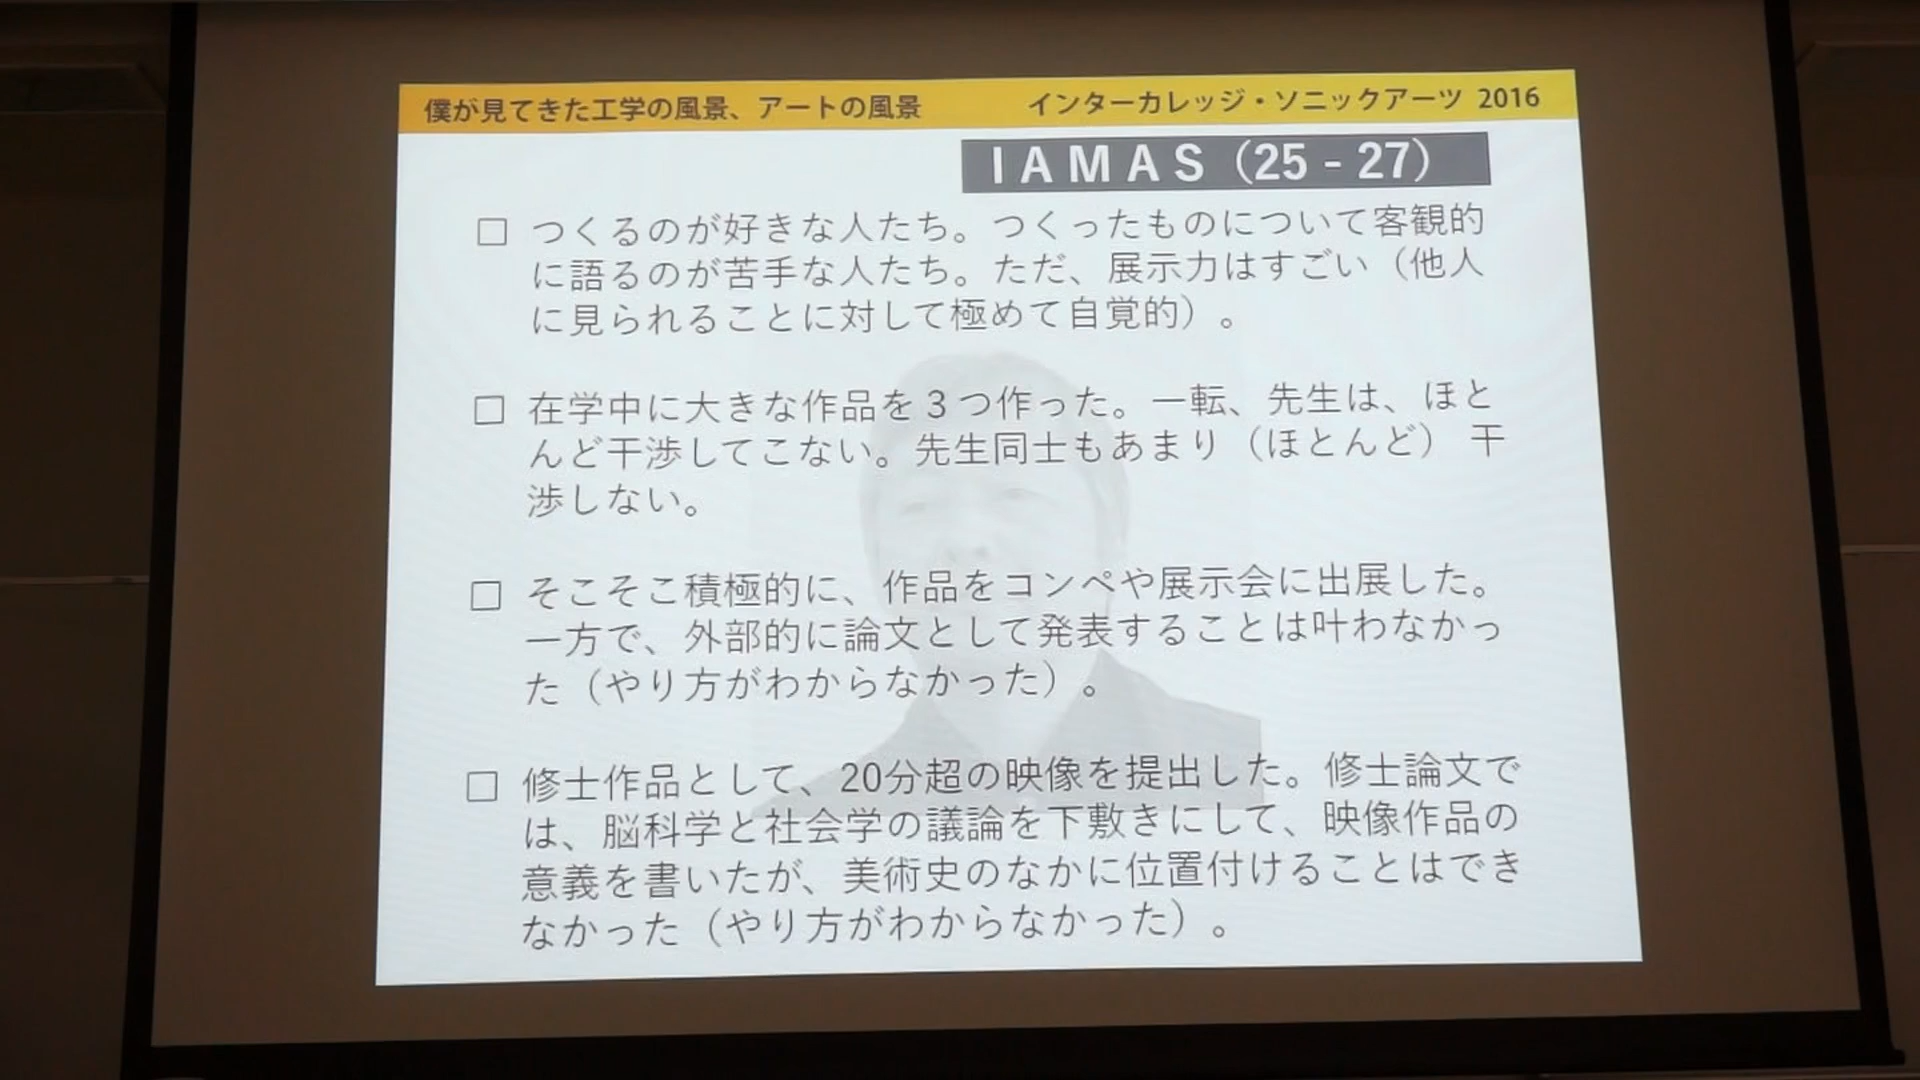 僕が見てきた工学の風景、アートの風景
インターカレッジ・ソニックアーツ 2016
IAMAS（25 - 27）
□ つくるのが好きな人たち。つくったものについて客観的
に語るのが苦手な人たち。ただ、展示力はすごい（他人
に見られることに対して極めて自覚的）。
□ 在学中に大きな作品を３つ作った。一転、先生は、ほと
んど干渉してこない。先生同士もあまり（ほとんど） 干
渉しない。
□ そこそこ積極的に、作品をコンペや展示会に出展した。
一方で、外部的に論文として発表することは叶わなかっ
た（やり方がわからなかった）。
□ 修士作品として、20分超の映像を提出した。修士論文で
は、脳科学と社会学の議論を下敷きにして、映像作品の
意義を書いたが、美術史のなかに位置付けることはでき
なかった（やり方がわからなかった）。